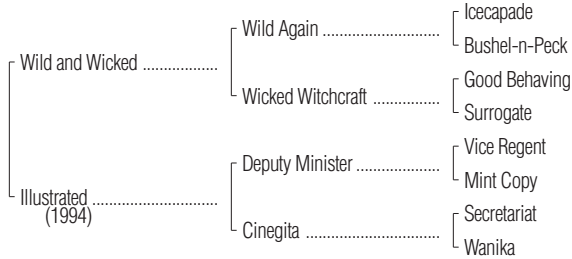 Icecapade
Wild Again ..............................
Bushel-n-Peck
Wild and Wicked ...................
Good Behaving
Wicked Witchcraft .................
Surrogate
Vice Regent
Deputy Minister .....................
Mint Copy
Illustrated ...............................
(1994)
Secretariat
Cinegita ..................................
Wanika